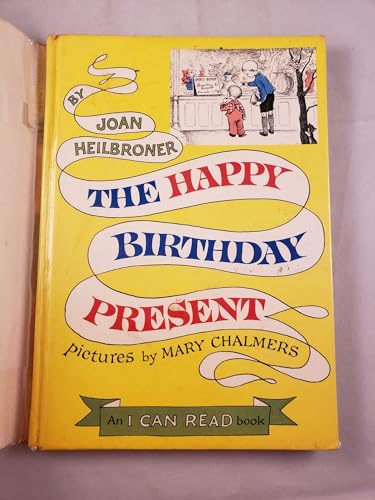 BY
JOAN
HEILBRONER
THE HAPPY
BIRTHDAY
PRESENT
pictures by MARY CHALMERS
An I CAN READ book